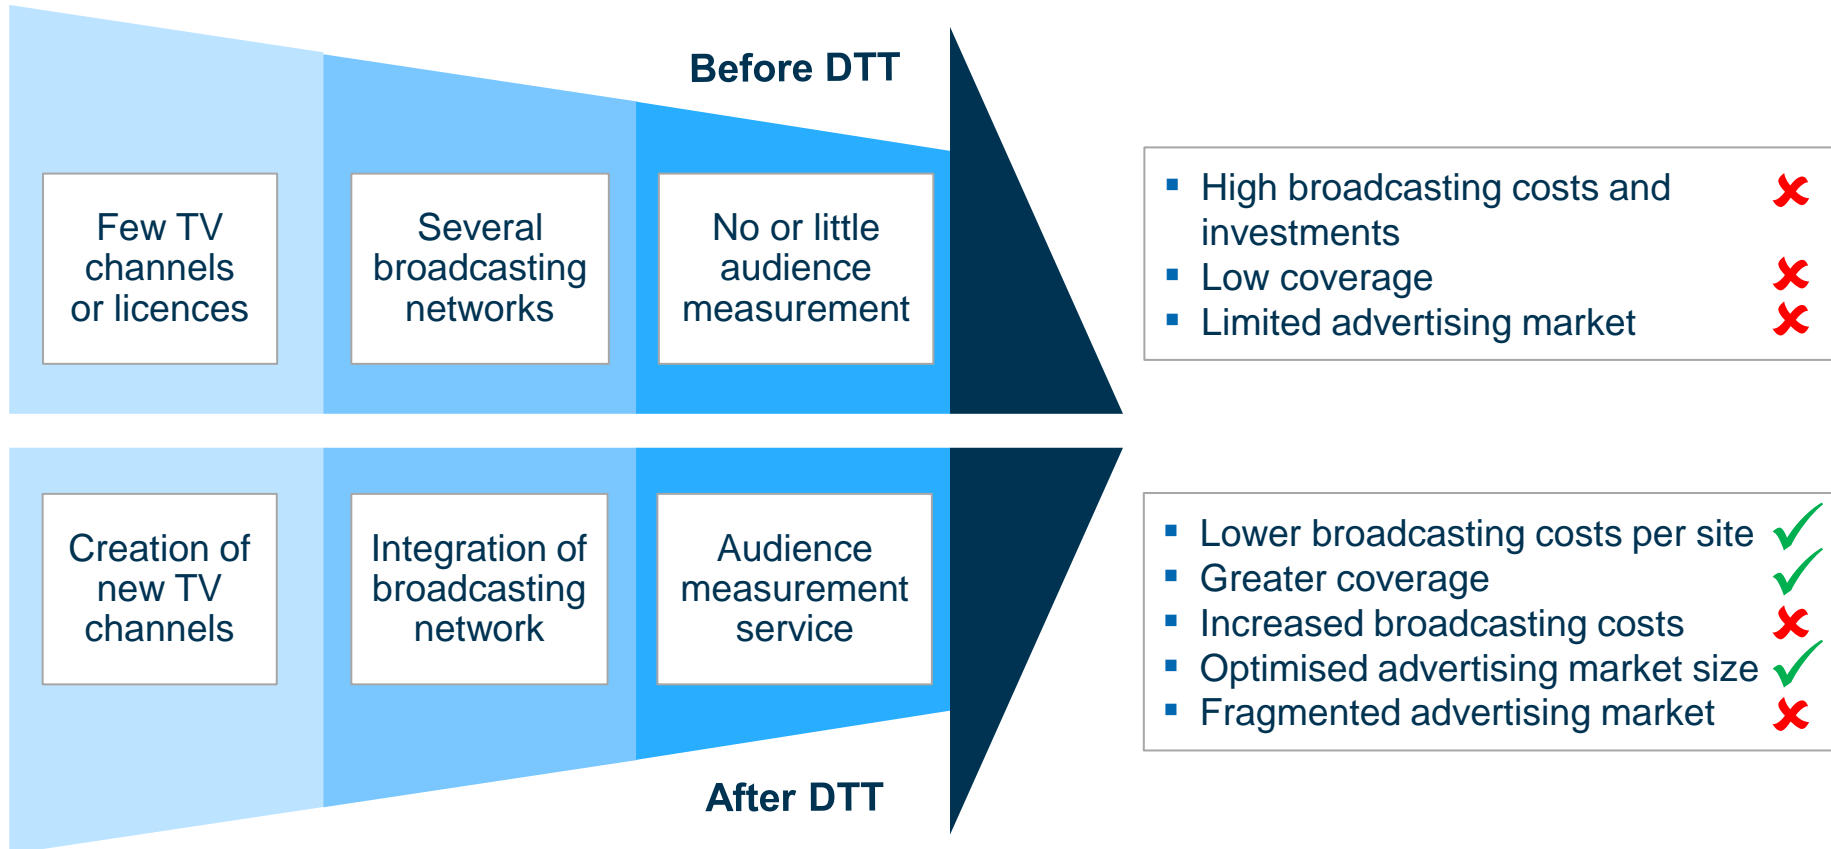 Before DTT
Few TV
channels
or licences
Several
broadcasting
networks
No or little
audience
measurement
▪ High broadcasting costs and ✘
investments
▪ Low coverage ✘
▪ Limited advertising market ✘
Creation of
new TV
channels
Integration of
broadcasting
network
Audience
measurement
service
▪ Lower broadcasting costs per site ✓
▪ Greater coverage ✓
▪ Increased broadcasting costs ✘
▪ Optimised advertising market size ✓
▪ Fragmented advertising market ✘
After DTT